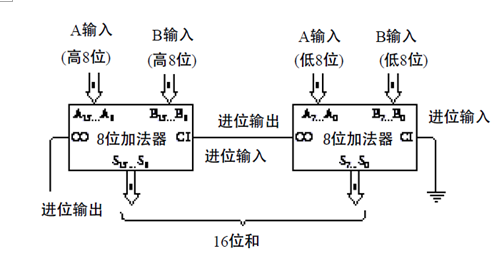 A输入 B输入 A输入 B输入
(高8位) (高8位) (低8位) (低8位)
A15...A8 B15...B8 A7...A0 B7...B0 进位输入
CO 8位加法器 CI 进位输出 CO 8位加法器 CI
S15...S8 进位输入 S7...S0
进位输出
16位和